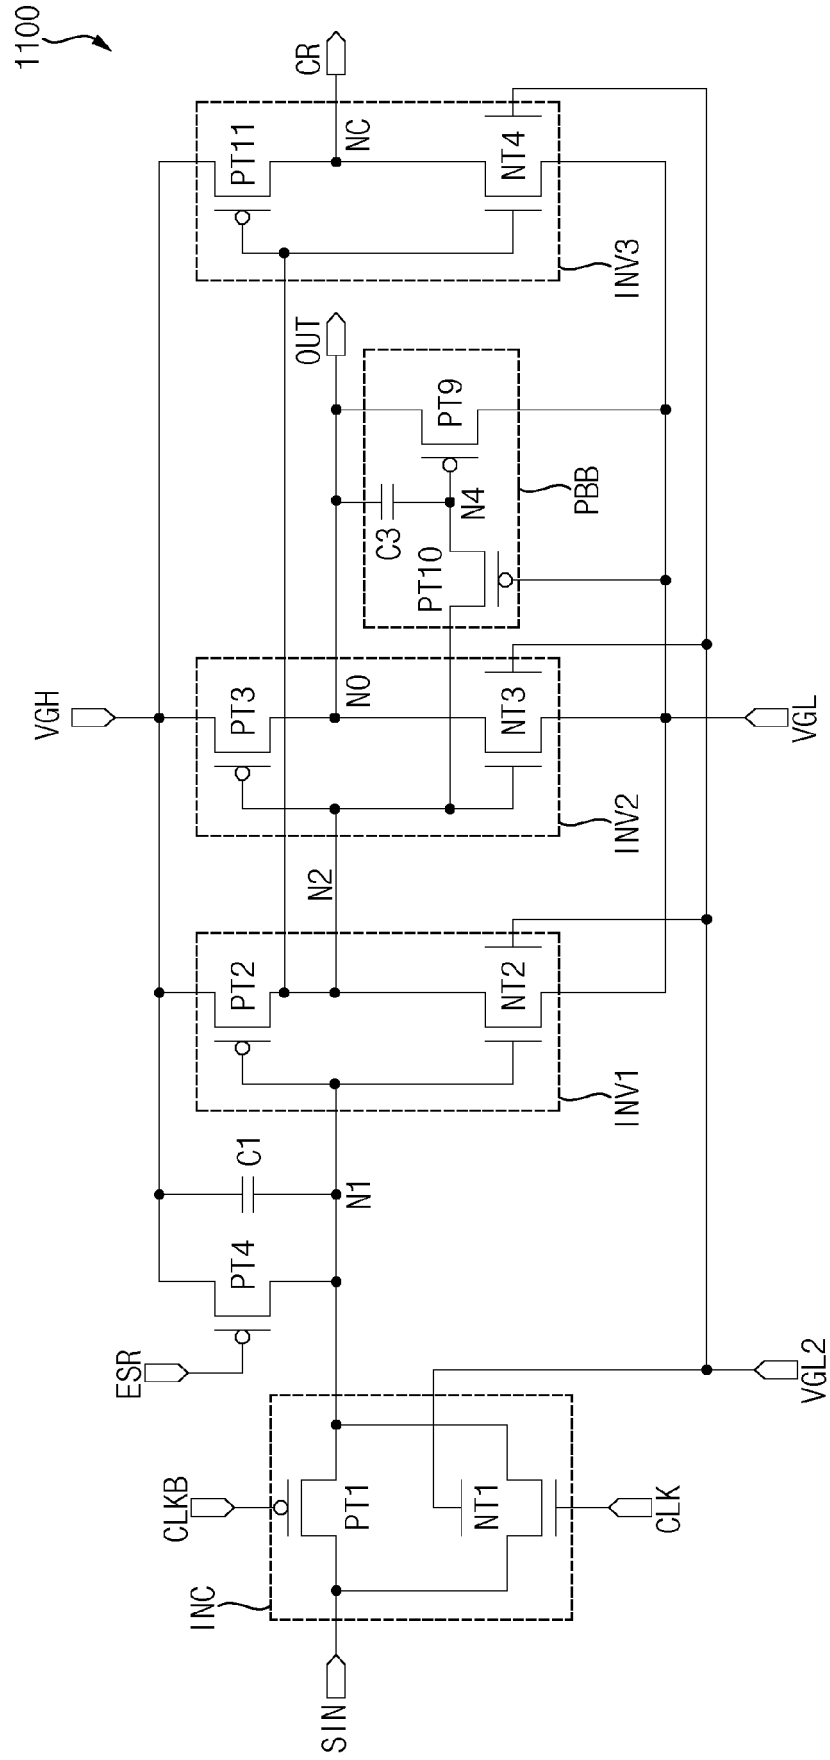 1100
VGH
ESR
CLKB
INC
SIN
PT4
C1
N1
PT1
NT1
CLK
VGL2
PT2
NT2
INV1
N2
PT3
NO
NT3
INV2
VGL
OUT
C3
N4
PT10
PT9
PBB
CR
PT11
NC
NT4
INV3